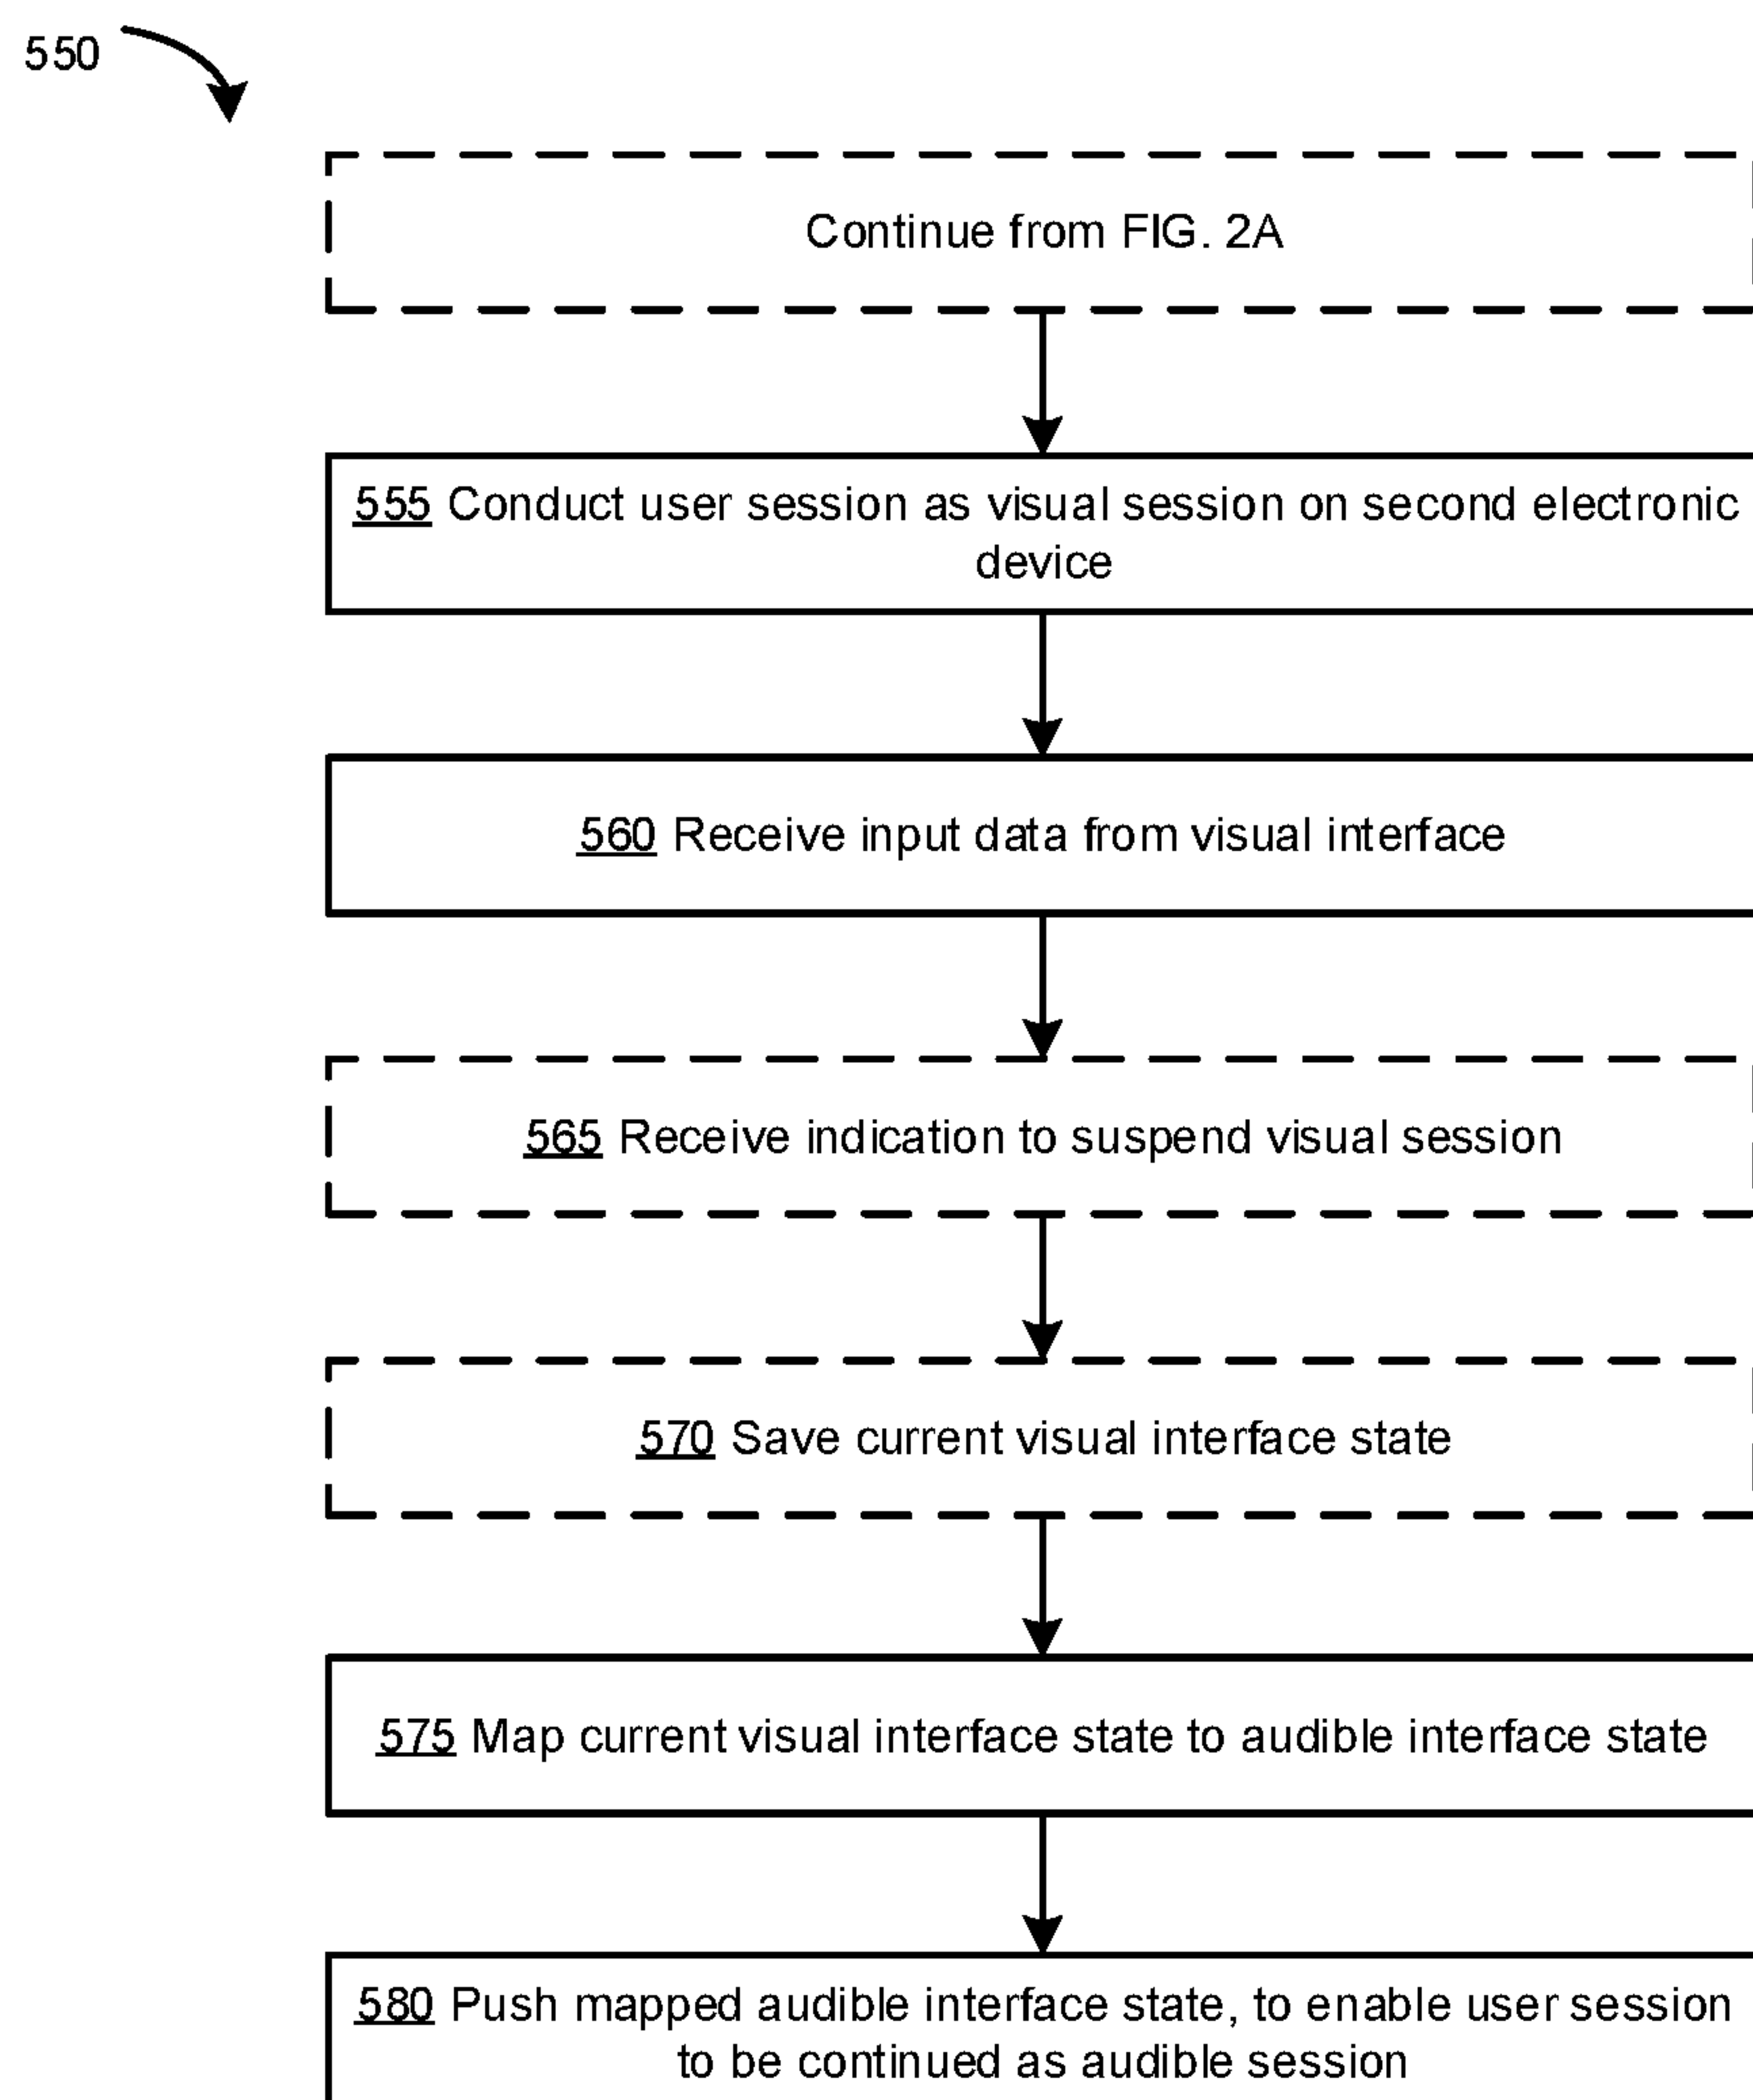 550
Continue from FIG. 2A
555 Conduct user session as visual session on second electronic
device
560 Receive input data from visual interface
565 Receive indication to suspend visual session
570 Save current visual interface state
575 Map current visual interface state to audible interface state
580 Push mapped audible interface state, to enable user session
to be continued as audible session